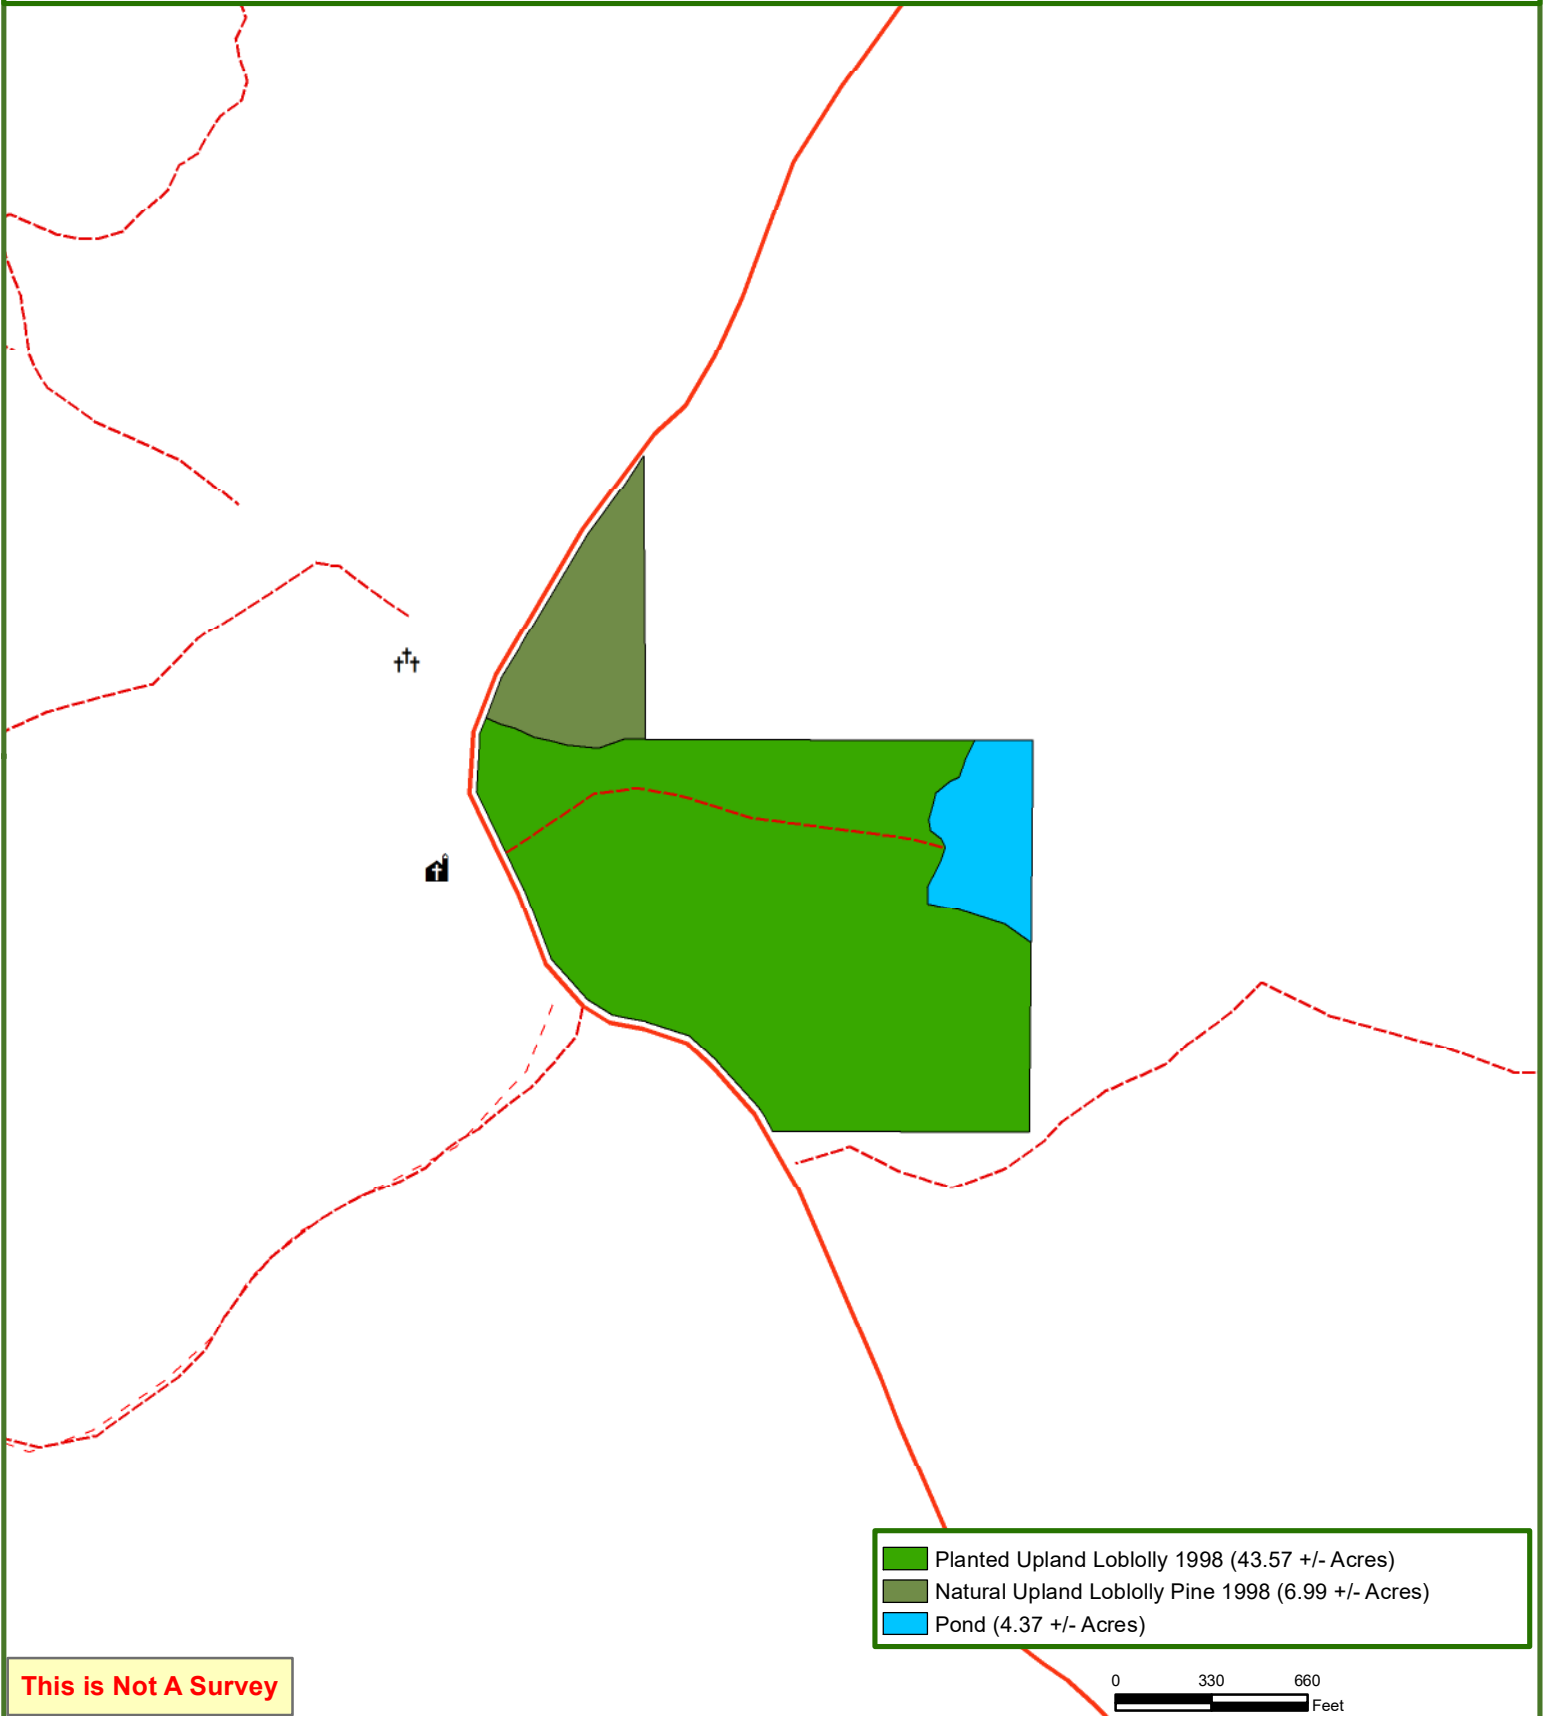 Planted Upland Loblolly 1998 (43.57 +/- Acres)
Natural Upland Loblolly Pine 1998 (6.99 +/- Acres)
Pond (4.37 +/- Acres)
This is Not A Survey
0 330 660
Feet